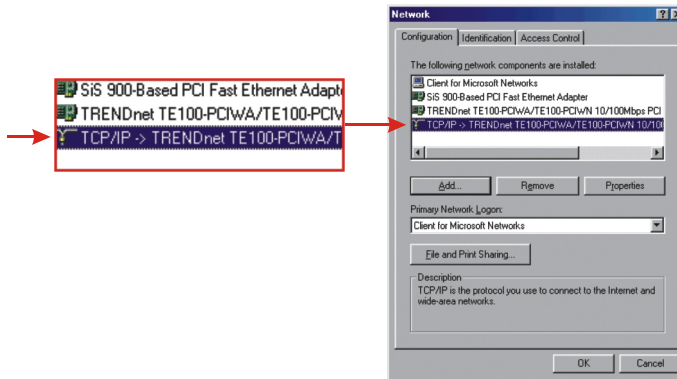 SiS 900-Based PCI Fast Ethernet Adapt
TRENDnet TE100-PCIWA/TE100-PCIW
TCP/IP -> TRENDnet TE100-PCIWA/T
Network
Configuration Identification Access Control
The following network components are installed:
Client for Microsoft Networks
SiS 900-Based PCI Fast Ethernet Adapter
TRENDnet TE100-PCIWA/TE100-PCIWN 10/100Mbps PCI
TCP/IP -> TRENDnet TE100-PCIWA/TE100-PCIWN 10/100
Add... Remove Properties
Primary Network Logon:
Client for Microsoft Networks
File and Print Sharing...
Description
TCP/IP is the protocol you use to connect to the Internet and
wide-area networks.
OK Cancel